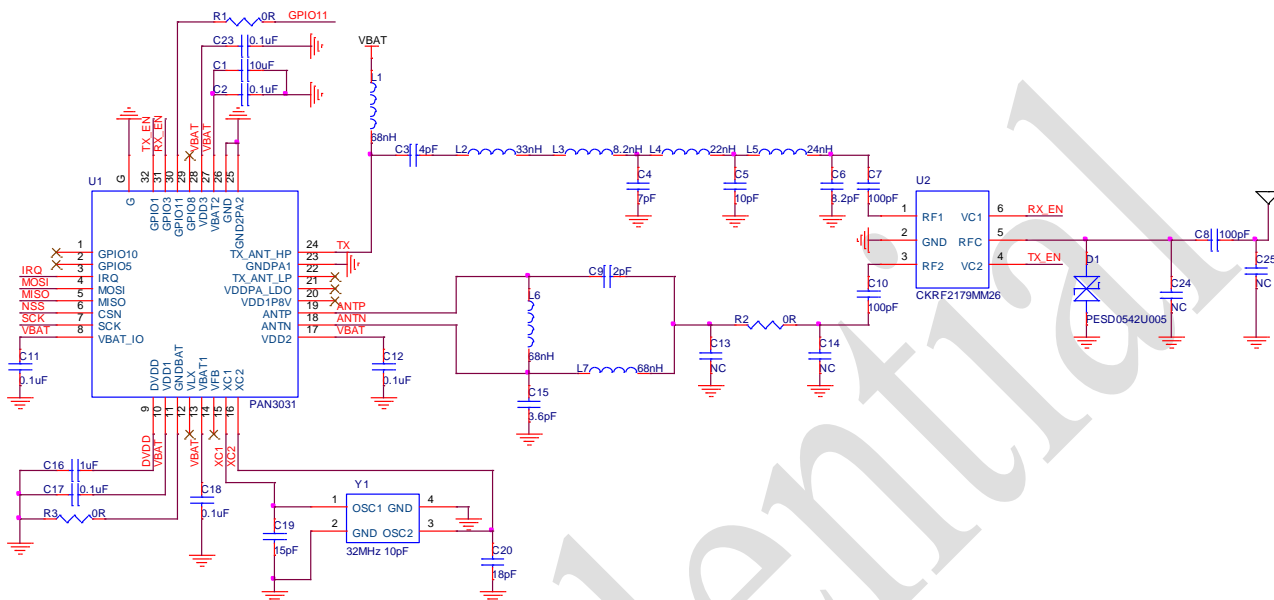 R1 0R GPIO11
C23 0.1uF
C1 10uF
C2 0.1uF
VBAT
L1
68nH
TX_EN
RX_EN
VBAT
VBAT
C3 4pF L2 33nH L3 8.2nH L4 22nH L5 24nH
C4
7pF
C5
10pF
C6
8.2pF
C7
100pF
U1
G 32 31 30 29 28 27 26 25
G
GPIO1
GPIO3
GPIO11
GPIO8
VDD3
VBAT2
GND
GND2PA2
1 GPIO10
2 GPIO5
IRQ 3 IRQ
MOSI 4 MOSI
MISO 5 MISO
NSS 6 CSN
SCK 7 SCK
VBAT 8 VBAT_IO
TX_ANT_HP 24 TX
GNDPA1 23
TX_ANT_LP 22
VDDPA_LDO 21
VDD1P8V 20
ANTP 19 ANTP
ANTN 18 ANTN
VDD2 17 VBAT
DVDD
VDD1
GNDBAT
VLX
VBAT1
VFB
XC1
XC2
9 10 11 12 13 14 15 16
PAN3031
DVDD
VBAT
VBAT
XC1
XC2
C11
0.1uF
C12
0.1uF
C9 2pF
L6
68nH
L7 68nH
C15
3.6pF
C13
NC
R2 0R
C14
NC
C10
100pF
U2
1 RF1 VC1 6 RX_EN
2 GND RFC 5
3 RF2 VC2 4 TX_EN
CKRF2179MM26
D1
PESD0542U005
C24
NC
C8 100pF
C25
NC
C16 1uF
C17 0.1uF
R3 0R
C18
0.1uF
C19
15pF
Y1
1 OSC1 GND 4
2 GND OSC2 3
32MHz 10pF
C20
18pF